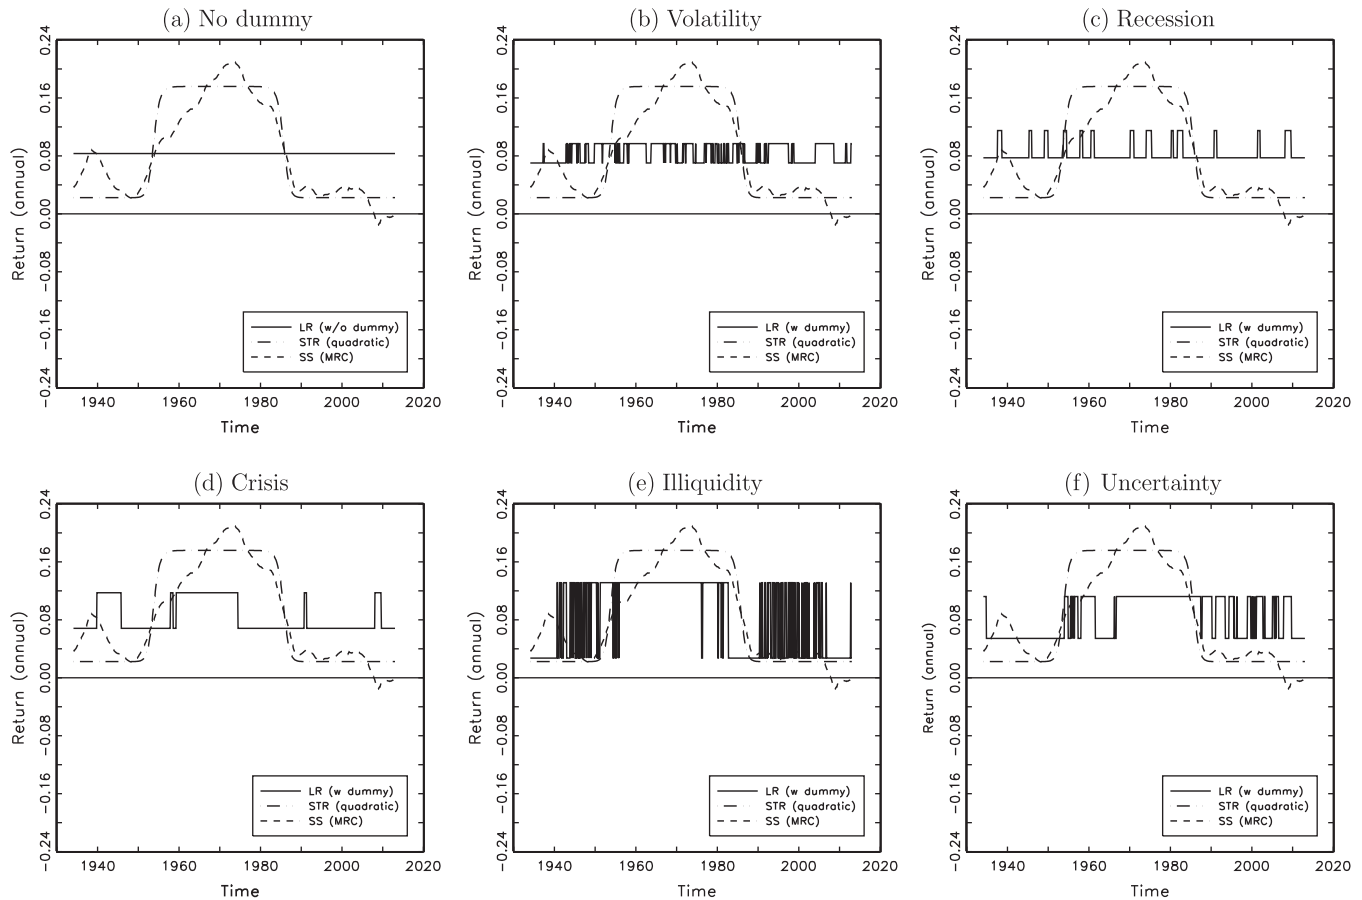 (a) No dummy
(b) Volatility
(c) Recession
Return (annual)
0.24
0.16
0.08
0.00
−0.08
−0.16
−0.24
LR (w/o dummy)
STR (quadratic)
SS (MRC)
1940 1960 1980 2000 2020
Time
Return (annual)
0.24
0.16
0.08
0.00
−0.08
−0.16
−0.24
LR (w dummy)
STR (quadratic)
SS (MRC)
1940 1960 1980 2000 2020
Time
Return (annual)
0.24
0.16
0.08
0.00
−0.08
−0.16
−0.24
LR (w dummy)
STR (quadratic)
SS (MRC)
1940 1960 1980 2000 2020
Time
(d) Crisis
(e) Illiquidity
(f) Uncertainty
Return (annual)
0.24
0.16
0.08
0.00
−0.08
−0.16
−0.24
LR (w dummy)
STR (quadratic)
SS (MRC)
1940 1960 1980 2000 2020
Time
Return (annual)
0.24
0.16
0.08
0.00
−0.08
−0.16
−0.24
LR (w dummy)
STR (quadratic)
SS (MRC)
1940 1960 1980 2000 2020
Time
Return (annual)
0.24
0.16
0.08
0.00
−0.08
−0.16
−0.24
LR (w dummy)
STR (quadratic)
SS (MRC)
1940 1960 1980 2000 2020
Time